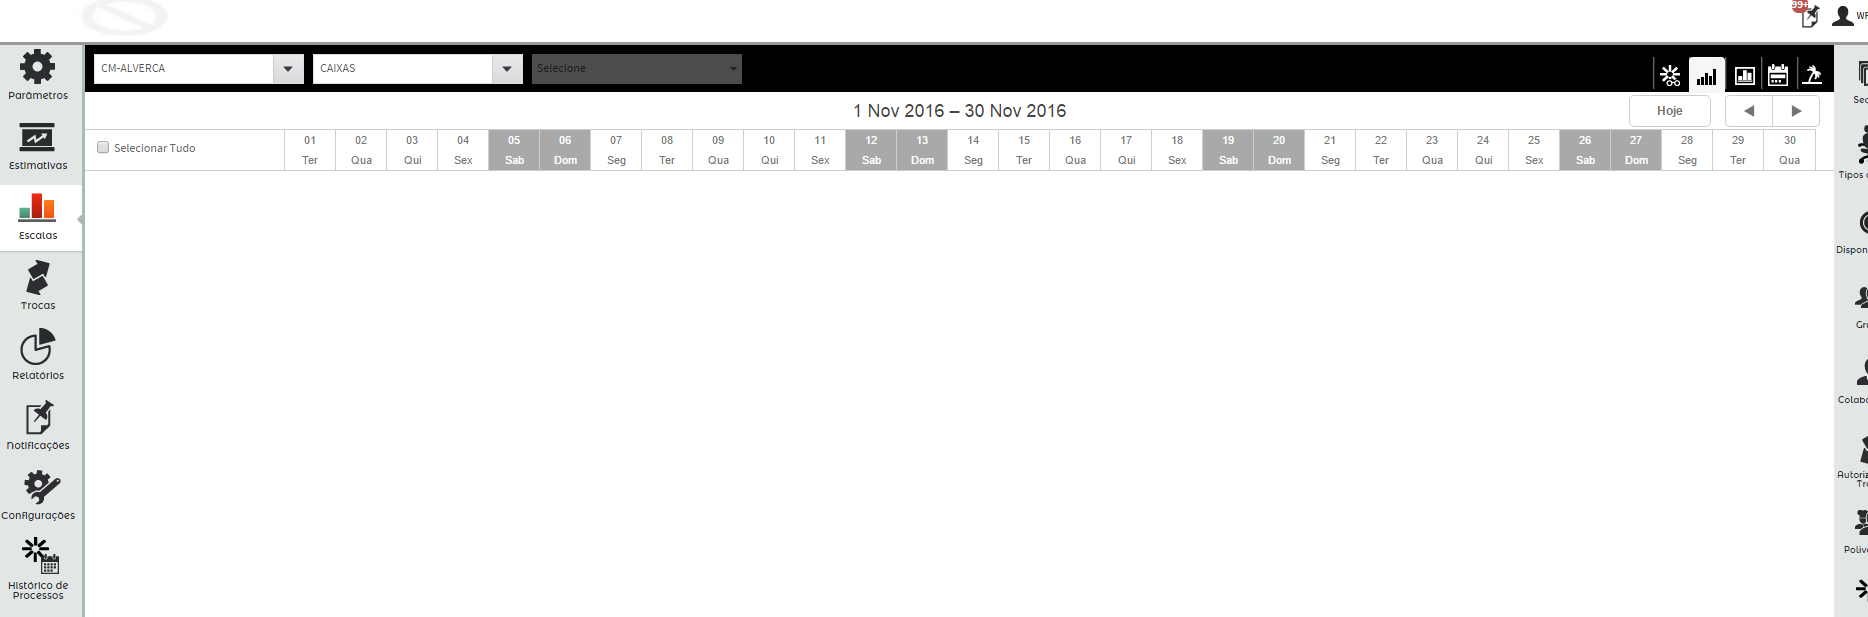 99+
WF
CM-ALVERCA
CAIXAS
Selecione
1 Nov 2016 – 30 Nov 2016
Hoje
Selecionar Tudo
01 02 03 04 05 06 07 08 09 10 11 12 13 14 15 16 17 18 19 20 21 22 23 24 25 26 27 28 29 30
Ter Qua Qui Sex Sab Dom Seg Ter Qua Qui Sex Sab Dom Seg Ter Qua Qui Sex Sab Dom Seg Ter Qua Qui Sex Sab Dom Seg Ter Qua
Parâmetros
Estimativas
Escalas
Trocas
Relatórios
Notificações
Configurações
Histórico de
Processos
Sec
Tipos
Dispon
Gr
Colab
Autoriz
Tr
Poliv